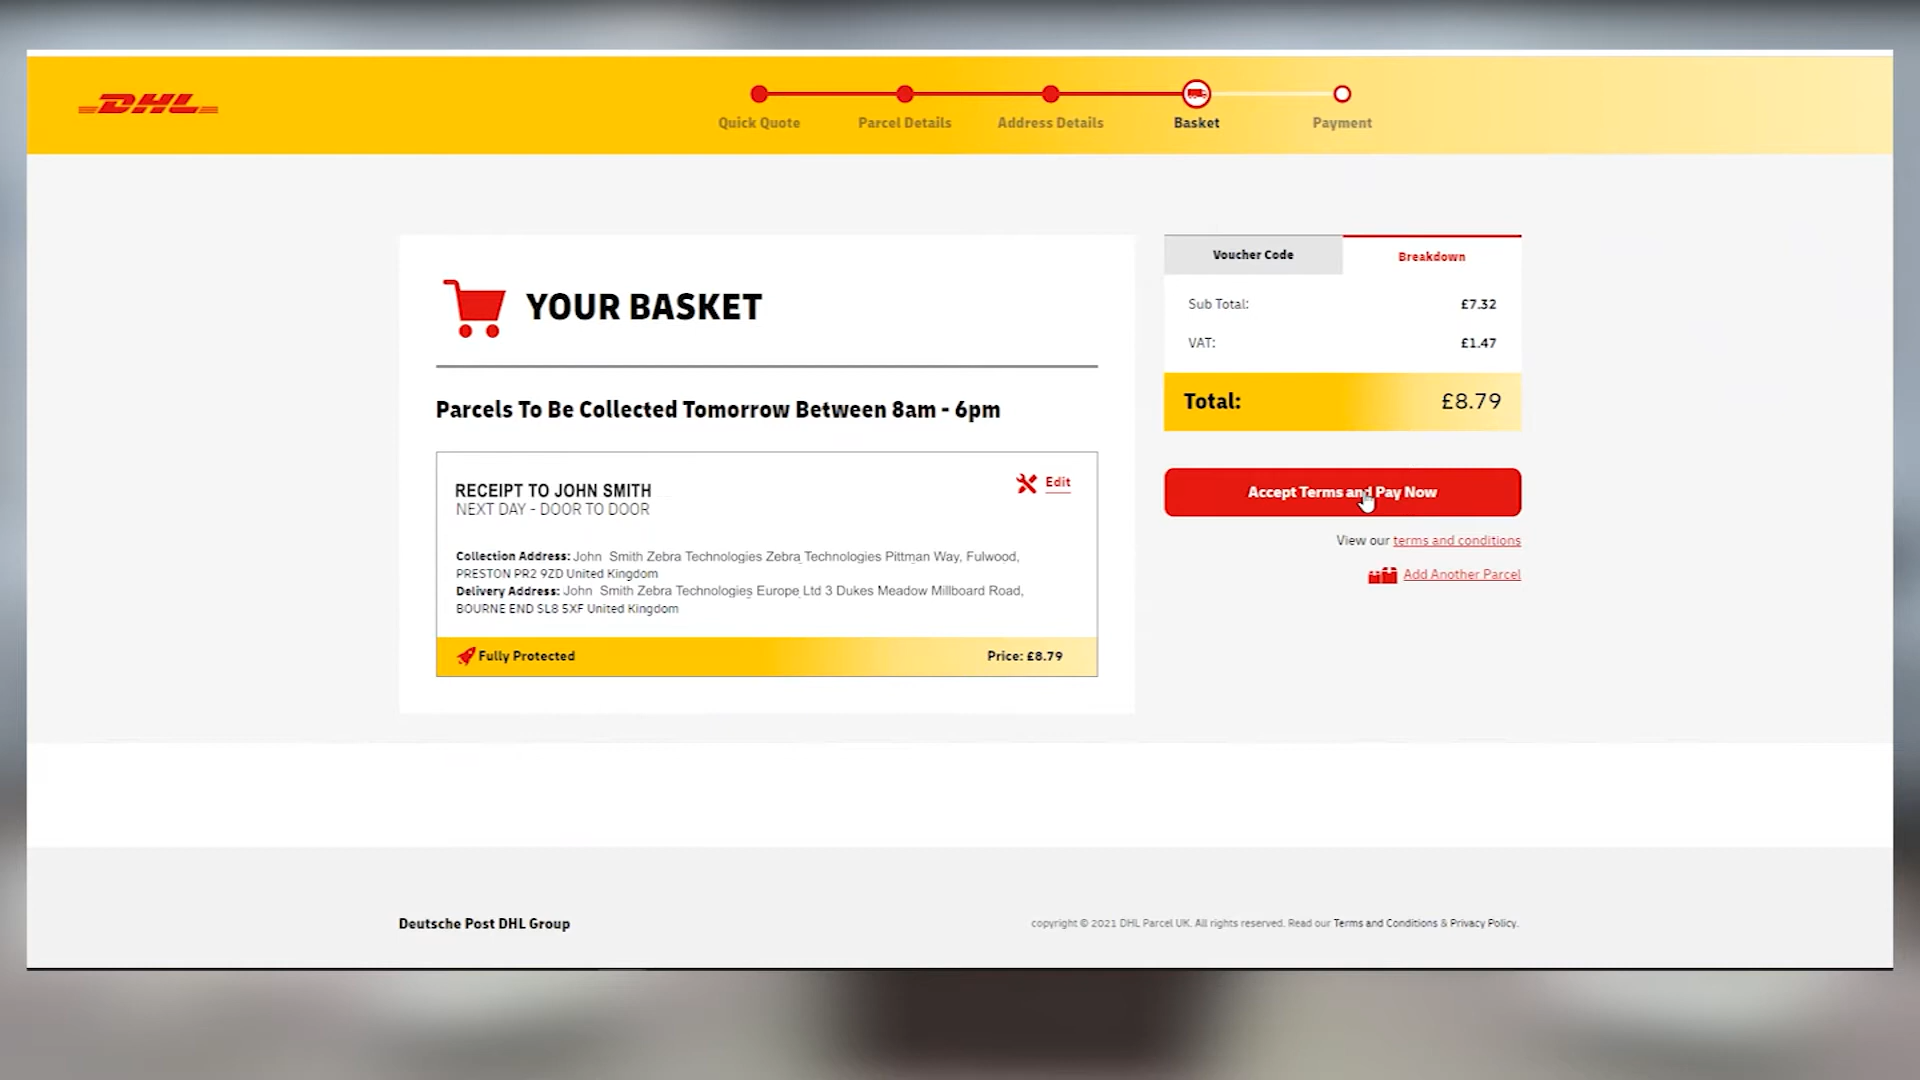 DHL
Quick Quote
Parcel Details
Address Details
Basket
Payment
YOUR BASKET
Parcels To Be Collected Tomorrow Between 8am - 6pm
RECEIPT TO JOHN SMITH
Edit
NEXT DAY - DOOR TO DOOR
Collection Address: John Smith Zebra Technologies Zebra Technologies Pittman Way, Fulwood,
PRESTON PR2 9ZD United Kingdom
Delivery Address: John Smith Zebra Technologies Europe Ltd 3 Dukes Meadow Millboard Road,
BOURNE END SL8 5XF United Kingdom
Fully Protected
Price: £8.79
Voucher Code
Breakdown
Sub Total: £7.32
VAT: £1.47
Total: £8.79
Accept Terms and Pay Now
View our terms and conditions
Add Another Parcel
Deutsche Post DHL Group
copyright © 2021 DHL Parcel UK. All rights reserved. Read our Terms and Conditions & Privacy Policy.